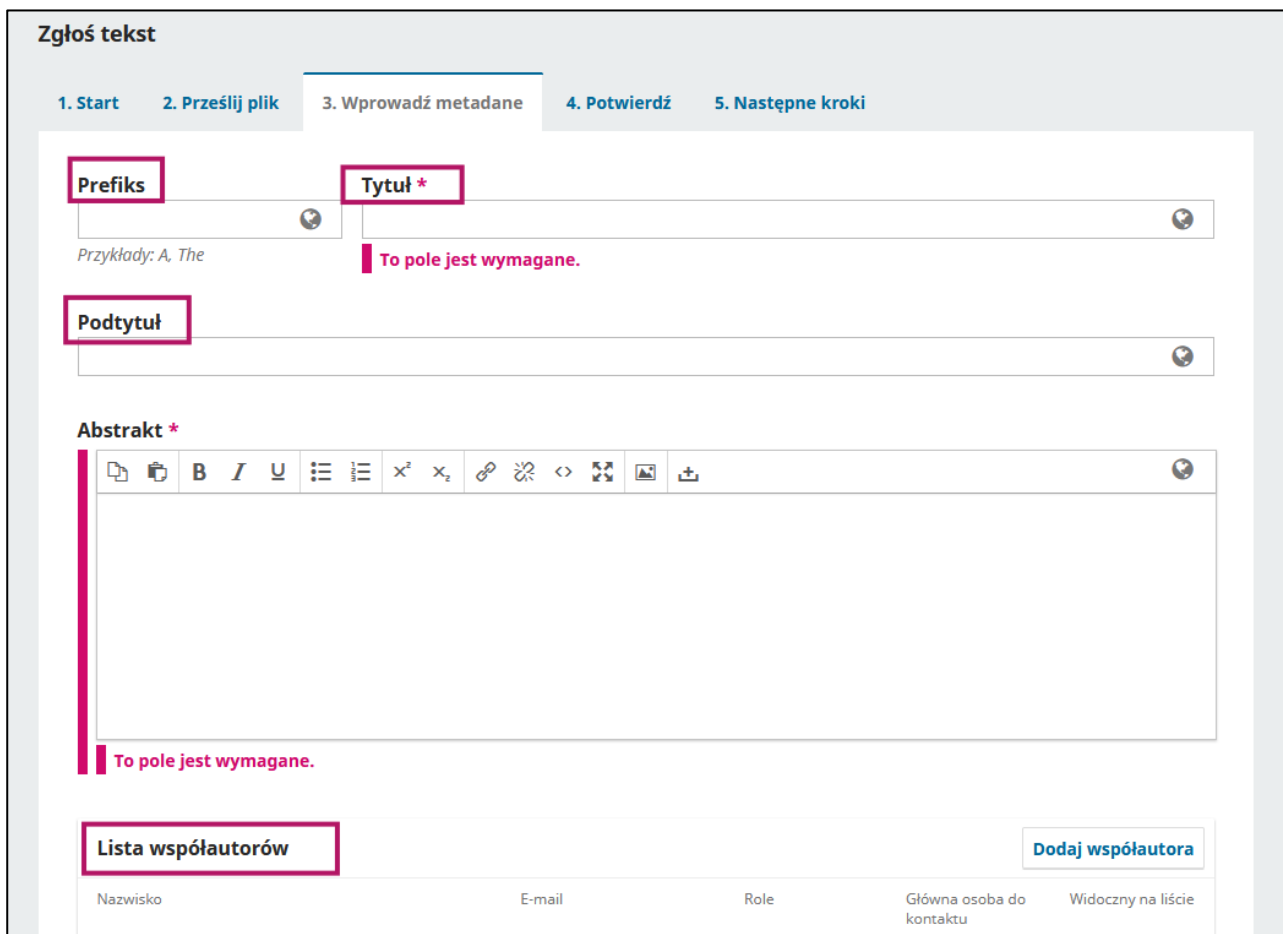 Zgłoś tekst
1. Start 2. Prześlij plik 3. Wprowadź metadane 4. Potwierdź 5. Następne kroki
Prefiks Tytuł *
Przykłady: A, The
To pole jest wymagane.
Podtytuł
Abstrakt *
To pole jest wymagane.
Lista współautorów Dodaj współautora
Nazwisko E-mail Role Główna osoba do Widoczny na liście
kontaktu